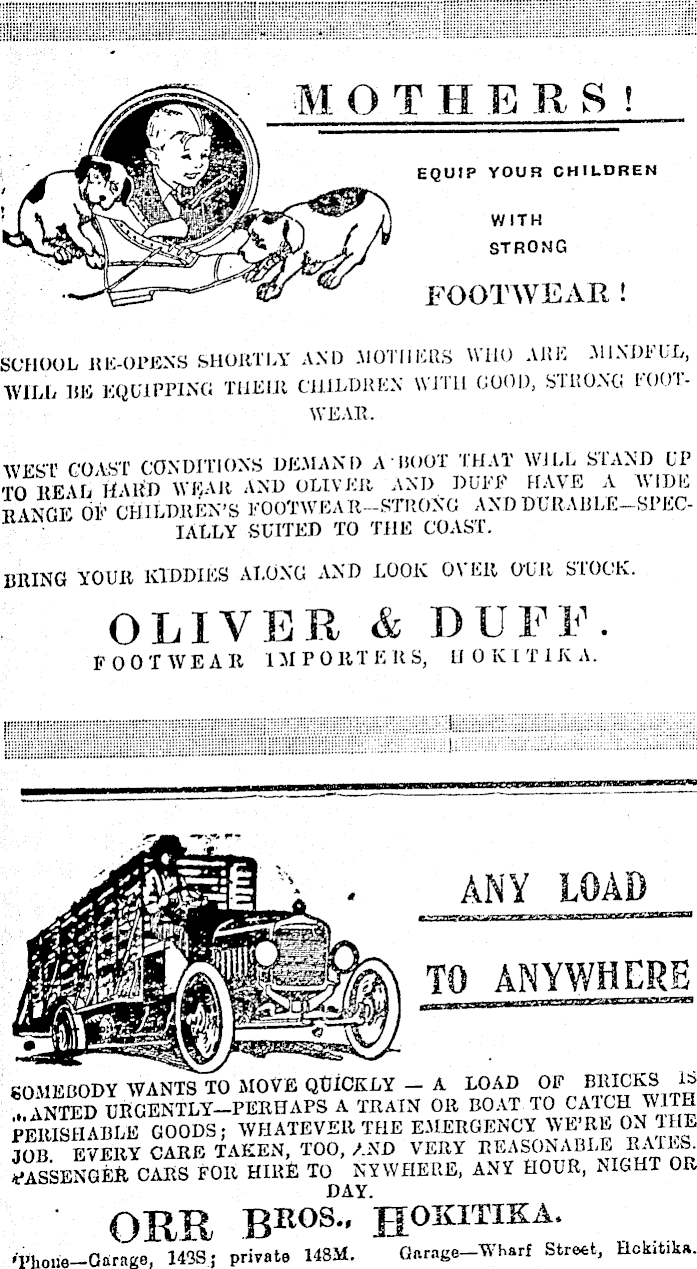 MOTHERS!
EQUIP YOUR CHILDREN
WITH
STRONG
FOOTWEAR!
SCHOOL RE-OPENS SHORTLY AND MOTHERS WHO ARE MINDFUL,
WILL BE EQUIPPING THEIR CHILDREN WITH GOOD, STRONG FOOT-
WEAR.
WEST COAST CONDITIONS DEMAND A BOOT THAT WILL STAND UP
TO REAL HARD WEAR AND OLIVER AND DUFF HAVE A WIDE
RANGE OF CHILDREN'S FOOTWEAR—STRONG AND DURABLE—SPEC-
IALLY SUITED TO THE COAST.
BRING YOUR KIDDIES ALONG AND LOOK OVER OUR STOCK.
OLIVER & DUFF.
FOOTWEAR IMPORTERS, HOKITIKA.
ANY LOAD
TO ANYWHERE
SOMEBODY WANTS TO MOVE QUICKLY — A LOAD OF BRICKS IS
WANTED URGENTLY—PERHAPS A TRAIN OR BOAT TO CATCH WITH
PERISHABLE GOODS; WHATEVER THE EMERGENCY WE'RE ON THE
JOB. EVERY CARE TAKEN, TOO, AND VERY REASONABLE RATES.
PASSENGER CARS FOR HIRE TO NYWHERE, ANY HOUR, NIGHT OR
DAY.
ORR BROS., HOKITIKA.
Phone—Garage, 143S; private 148M. Garage—Wharf Street, Hokitika.